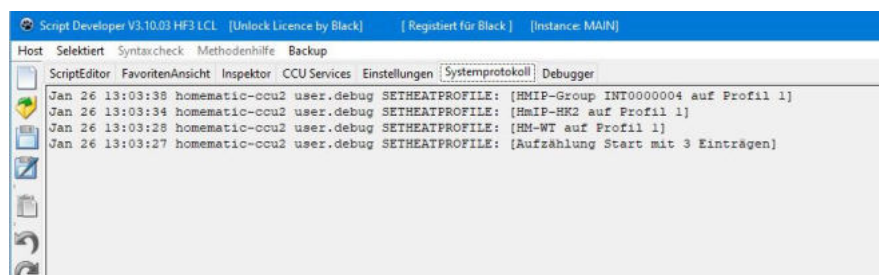 Script Developer V3.10.03 HF3 LCL [Unlock Licence by Black] [ Registiert für Black ] [Instance: MAIN]
Host Selektiert Syntaxcheck Methodenhilfe Backup
ScriptEditor FavoritenAnsicht Inspektor CCU Services Einstellungen Systemprotokoll Debugger
Jan 26 13:03:38 homematic-ccu2 user.debug SETHEATPROFILE: [HMIP-Group INT0000004 auf Profil 1]
Jan 26 13:03:34 homematic-ccu2 user.debug SETHEATPROFILE: [HmIP-HK2 auf Profil 1]
Jan 26 13:03:28 homematic-ccu2 user.debug SETHEATPROFILE: [HM-WT auf Profil 1]
Jan 26 13:03:27 homematic-ccu2 user.debug SETHEATPROFILE: [Aufzählung Start mit 3 Einträgen]